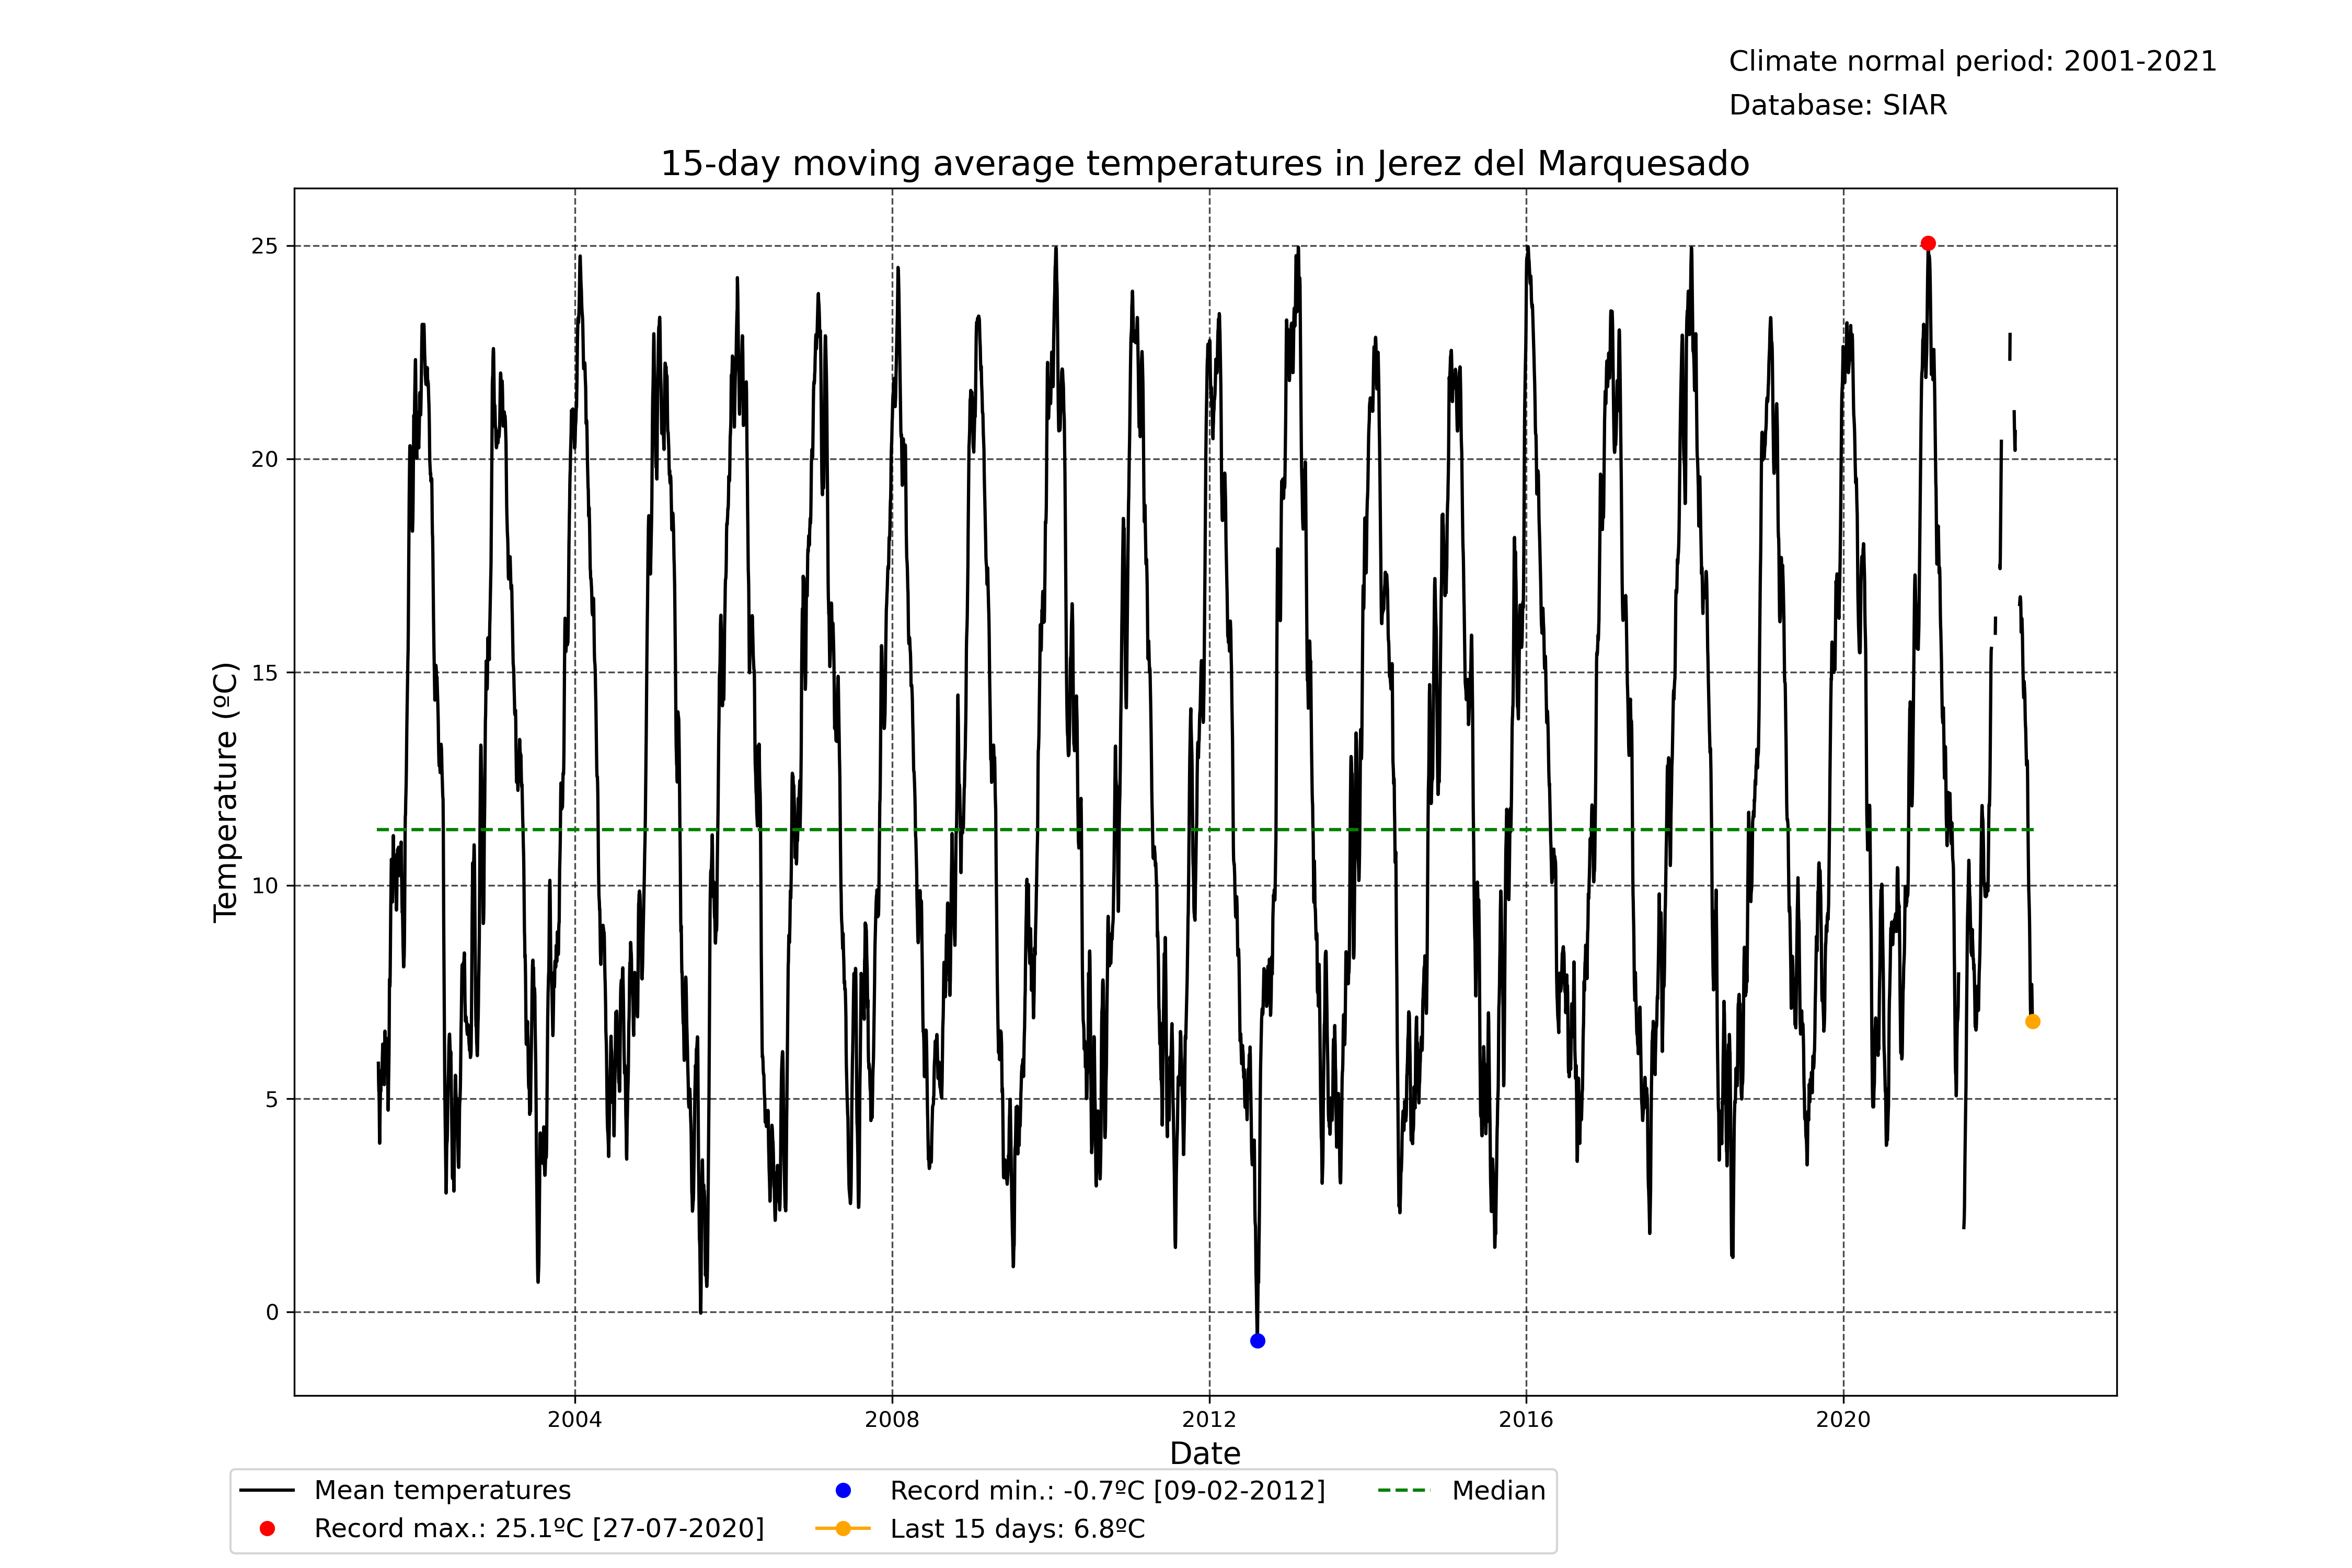 Climate normal period: 2001-2021
Database: SIAR
15-day moving average temperatures in Jerez del Marquesado
25
20
15
10
5
0
Temperature (ºC)
2004
2008
2012
2016
2020
Date
Mean temperatures
Record max.: 25.1ºC [27-07-2020]
Record min.: -0.7ºC [09-02-2012]
Last 15 days: 6.8ºC
Median